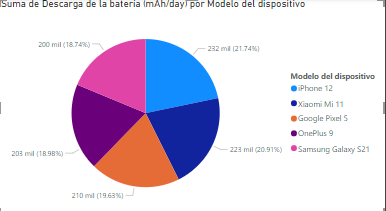 Suma de Descarga de la batería (mAh/day) por Modelo del dispositivo
200 mil (18.74%)
232 mil (21.74%)
Modelo del dispositivo
iPhone 12
Xiaomi Mi 11
Google Pixel 5
OnePlus 9
Samsung Galaxy S21
203 mil (18.98%)
223 mil (20.91%)
210 mil (19.63%)